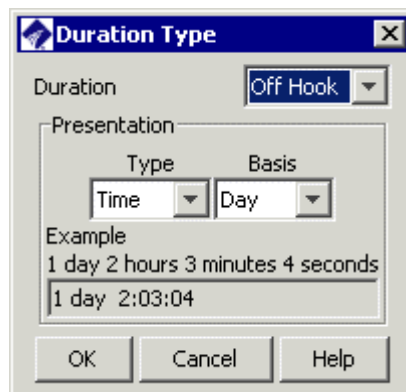 Duration Type
Duration Off Hook
Presentation
Type Basis
Time Day
Example
1 day 2 hours 3 minutes 4 seconds
1 day 2:03:04
OK Cancel Help